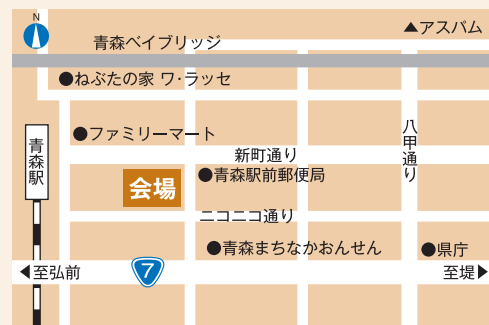 N
▲アスパム
青森ベイブリッジ
●ねぶたの家 ワ・ラッセ
●ファミリーマート
八甲通り
青森駅
新町通り
●青森駅前郵便局
会場
ニコニコ通り
●青森まちなかおんせん
●県庁
◀至弘前
7
至堤▶